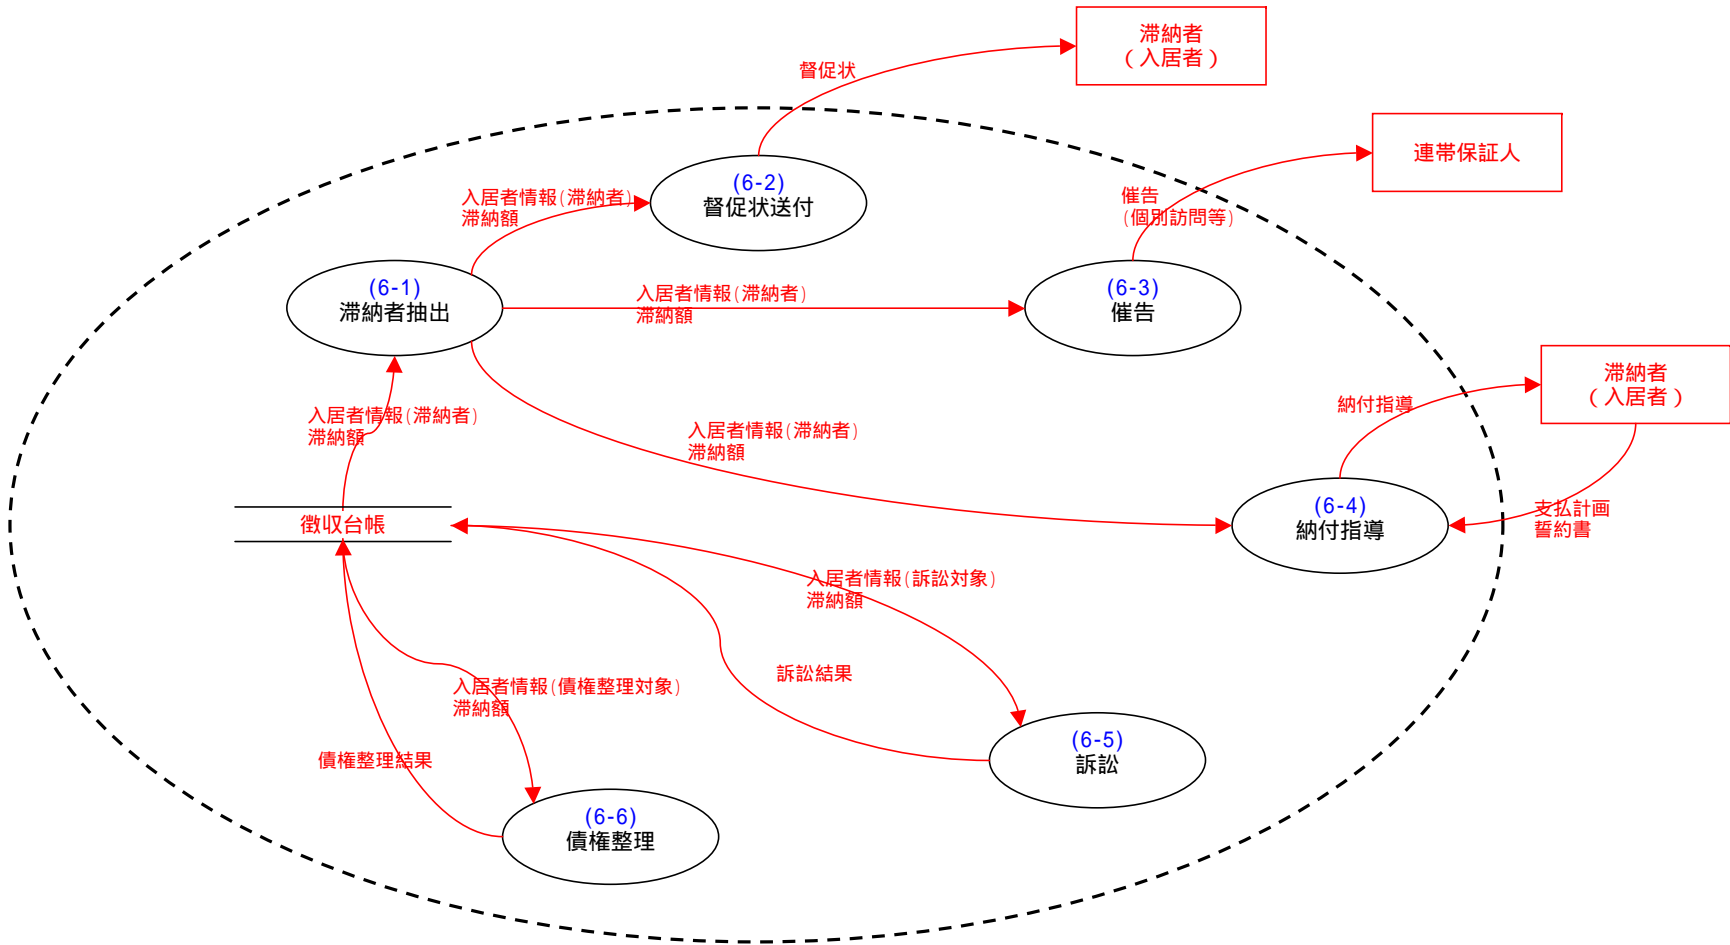 滞納者
（入居者）
督促状
連帯保証人
(6-2)
督促状送付
入居者情報(滞納者)
滞納額
催告
(個別訪問等)
(6-1)
滞納者抽出
入居者情報(滞納者)
滞納額
(6-3)
催告
滞納者
（入居者）
納付指導
入居者情報(滞納者)
滞納額
入居者情報(滞納者)
滞納額
徴収台帳
(6-4)
納付指導
支払計画
誓約書
入居者情報(訴訟対象)
滞納額
訴訟結果
入居者情報(債権整理対象)
滞納額
(6-5)
訴訟
債権整理結果
(6-6)
債権整理